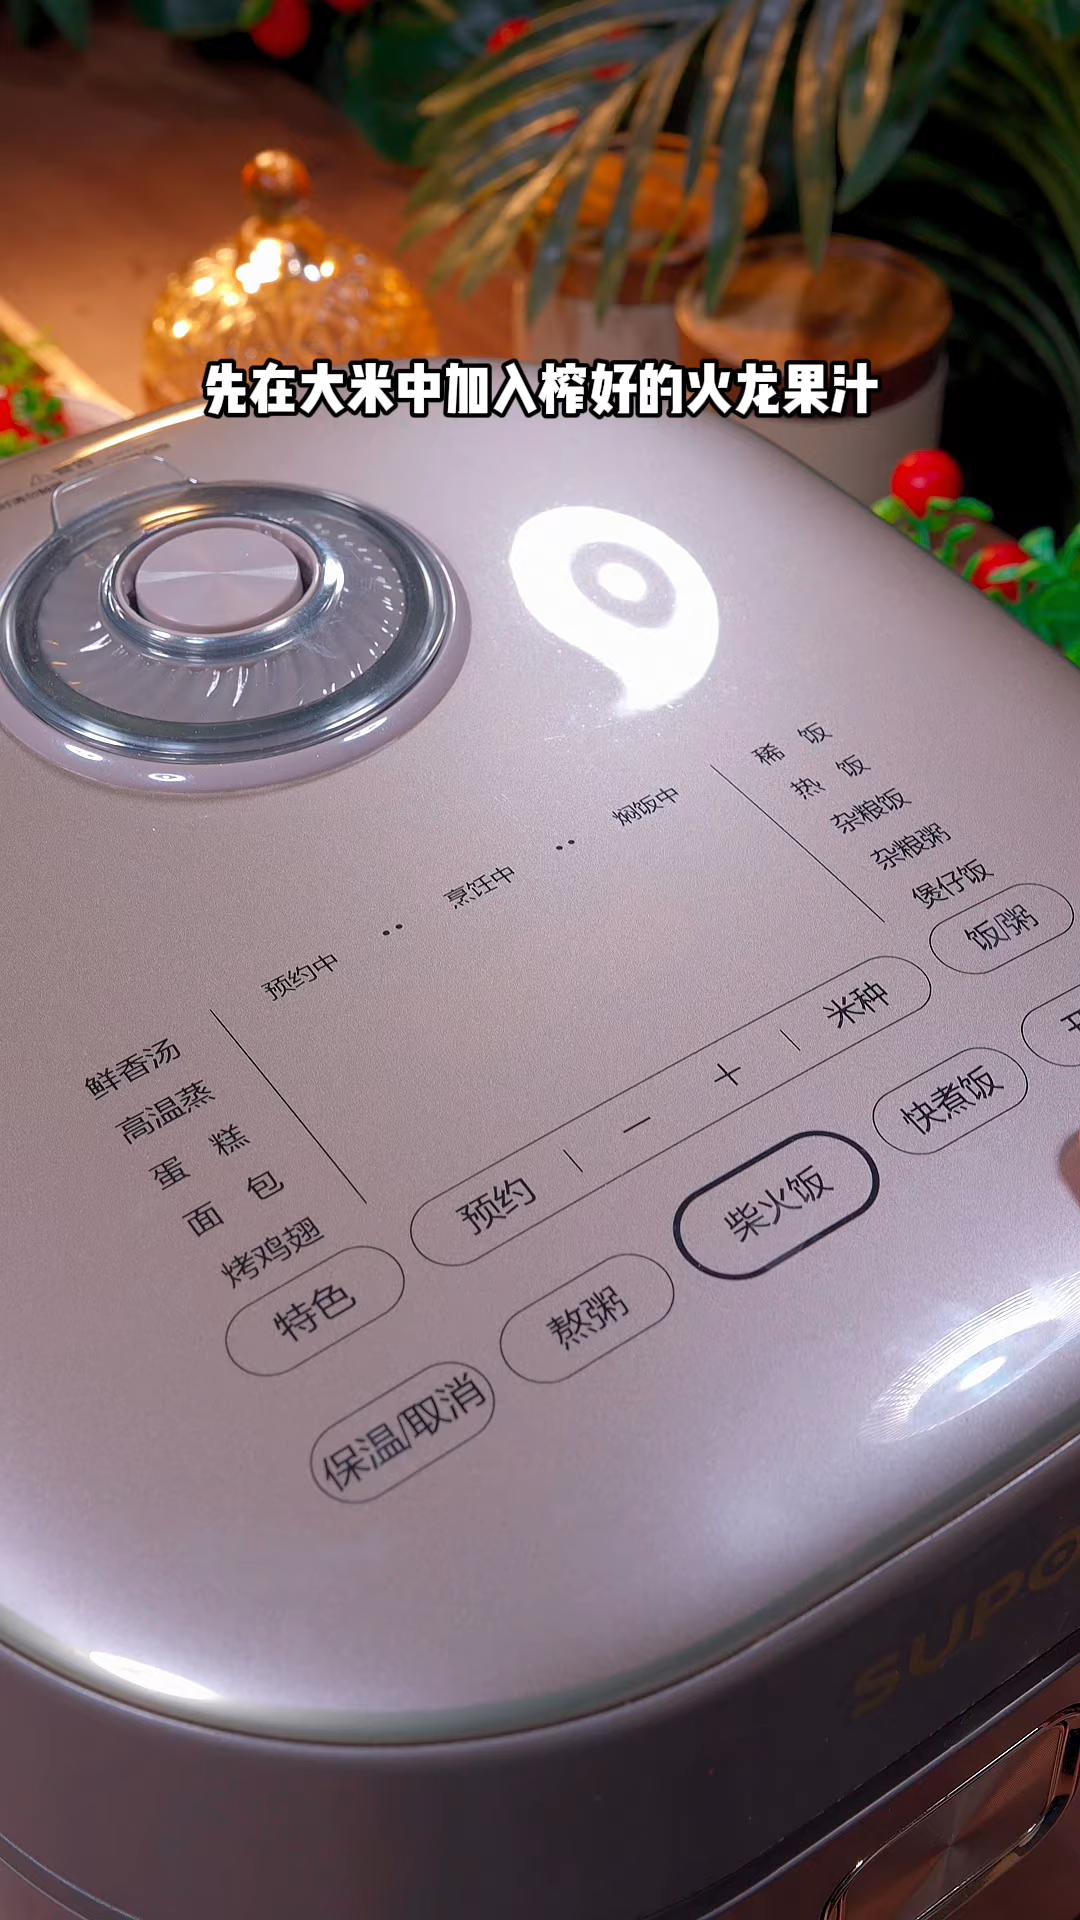 先在大米中加入榨好的火龙果汁
稀 饭
热 饭
杂粮饭
杂粮粥
煲仔饭
饭/粥
焖饭中
烹饪中
预约中
鲜香汤
高温蒸
蛋 糕
面 包
烤鸡翅
特色
预约 | － ＋ | 米种
快煮饭
柴火饭
熬粥
保温/取消
SUPO